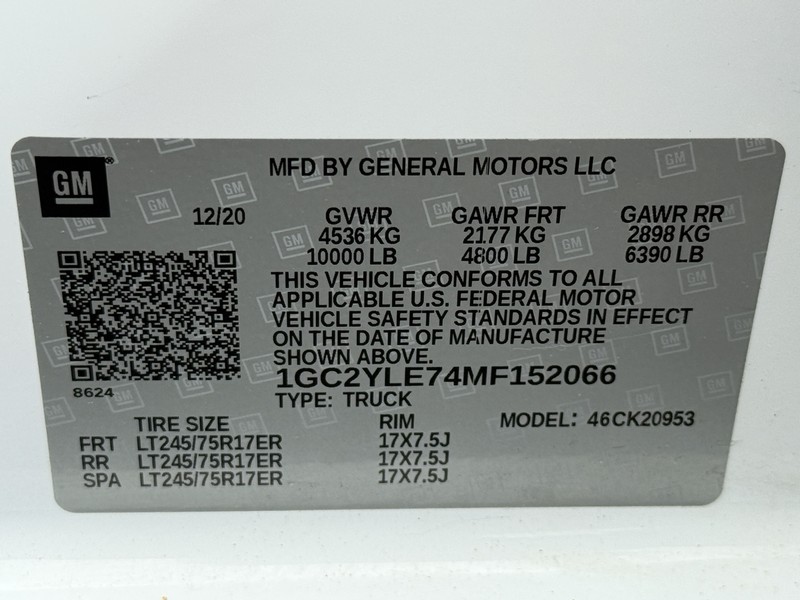 GM
MFD BY GENERAL MOTORS LLC
12/20 GVWR GAWR FRT GAWR RR
4536 KG 2177 KG 2898 KG
10000 LB 4800 LB 6390 LB
THIS VEHICLE CONFORMS TO ALL
APPLICABLE U.S. FEDERAL MOTOR
VEHICLE SAFETY STANDARDS IN EFFECT
ON THE DATE OF MANUFACTURE
SHOWN ABOVE.
1GC2YLE74MF152066
8624
TYPE: TRUCK
TIRE SIZE RIM MODEL: 46CK20953
FRT LT245/75R17ER 17X7.5J
RR LT245/75R17ER 17X7.5J
SPA LT245/75R17ER 17X7.5J